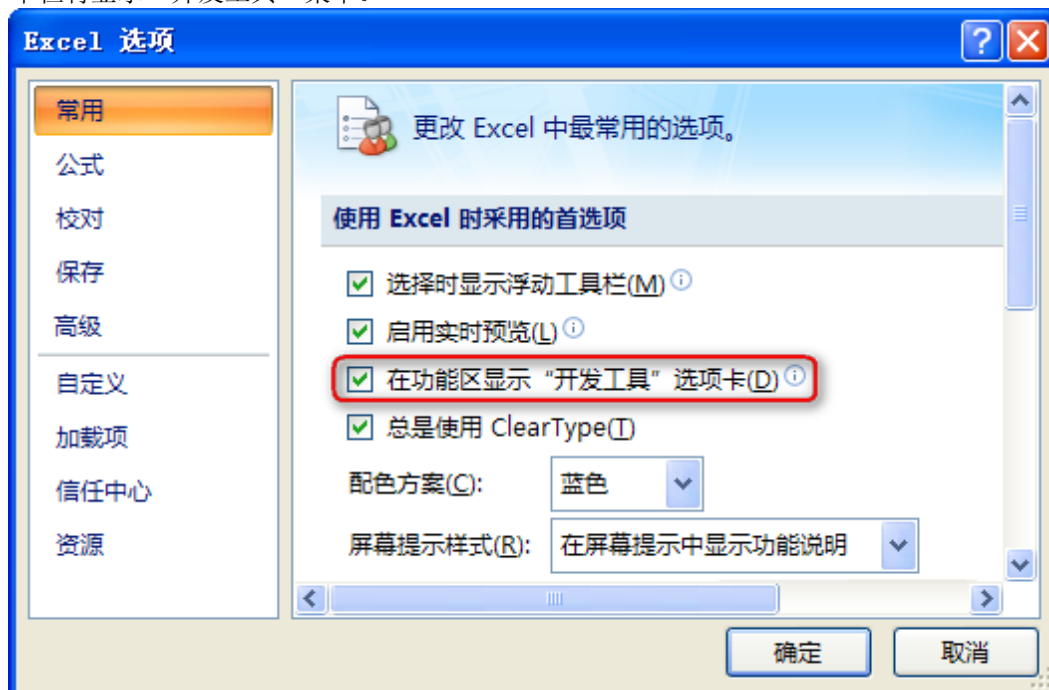 Excel 选项
常用
公式
校对
保存
高级
自定义
加载项
信任中心
资源
更改 Excel 中最常用的选项。
使用 Excel 时采用的首选项
选择时显示浮动工具栏(M)
启用实时预览(L)
在功能区显示“开发工具”选项卡(D)
总是使用 ClearType(T)
配色方案(C): 蓝色
屏幕提示样式(R): 在屏幕提示中显示功能说明
确定 取消